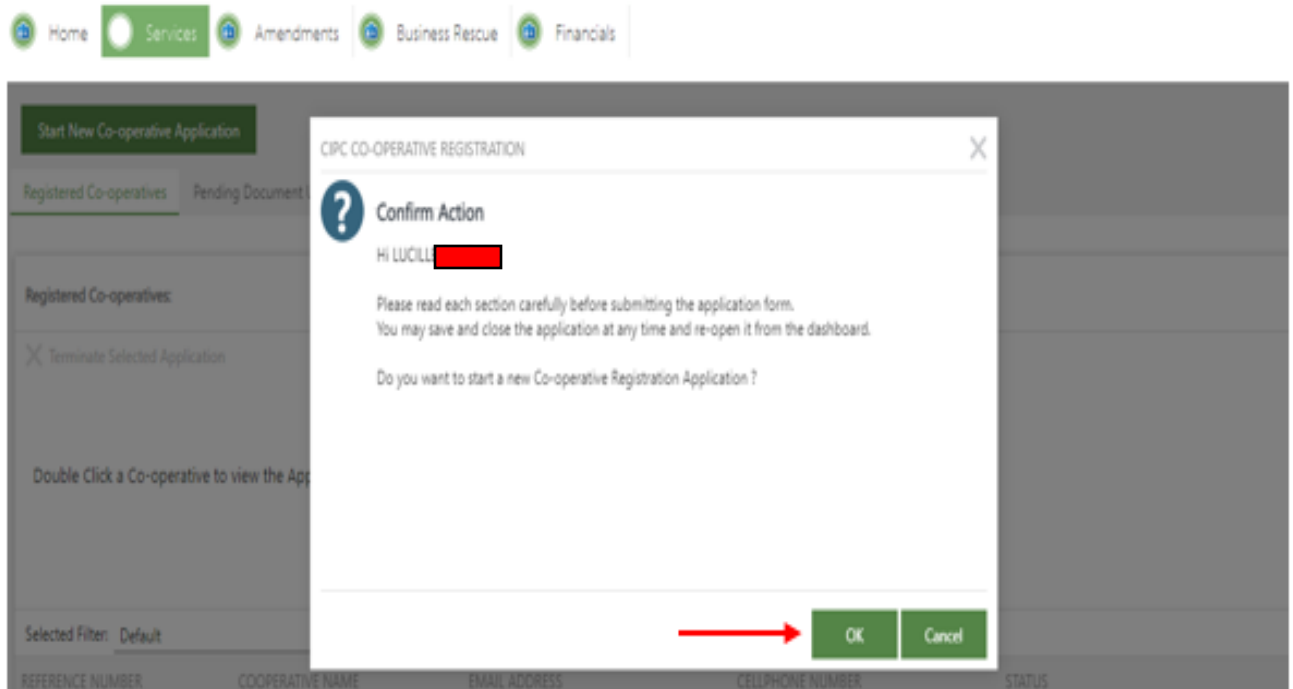 Home Services Amendments Business Rescue Financials
Start New Co-operative Application
Registered Co-operatives Pending Document
CIPC CO-OPERATIVE REGISTRATION
Confirm Action
Hi LUCILL
Please read each section carefully before submitting the application form.
You may save and close the application at any time and re-open it from the dashboard.
Do you want to start a new Co-operative Registration Application ?
Registered Co-operatives:
Terminate Selected Application
Double Click a Co-operative to view the App
OK Cancel
Selected Filter: Default
REFERENCE NUMBER COOPERATIVE NAME EMAIL ADDRESS CELLPHONE NUMBER STATUS